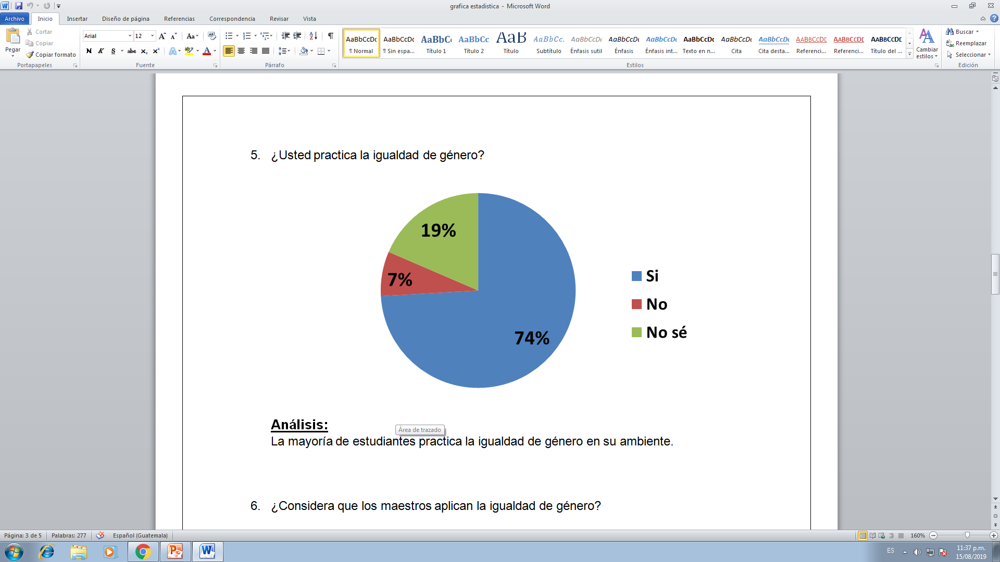 grafica estadistica - Microsoft Word
Archivo Inicio Insertar Diseño de página Referencias Correspondencia Revisar Vista
Pegar
Cortar
Copiar
Copiar formato
Portapapeles
Arial 12
N K S abc x₂ x²
Fuente
Párrafo
AaBbCcDc AaBbCcDc AaBbC AaBbCc AaB AaBbCc. AaBbCcDc AaBbCcDc AaBbCcDc AaBbCcDc AaBbCcDc AaBbCcDc AABBCCDE AABBCCDE AABBCCDE
¶ Normal ¶ Sin espa... Título 1 Título 2 Título Subtítulo Énfasis sutil Énfasis Énfasis int... Texto en n... Cita Cita desta... Referenci... Referenci... Título del ...
Cambiar
estilos
Estilos
Buscar
Reemplazar
Seleccionar
Edición
5. ¿Usted practica la igualdad de género?
19%
7%
74%
Si
No
No sé
Análisis:
Área de trazado
La mayoría de estudiantes practica la igualdad de género en su ambiente.
6. ¿Considera que los maestros aplican la igualdad de género?
Página: 3 de 5 Palabras: 277 Español (Guatemala) 160%
ES
11:37 p.m.
15/08/2019